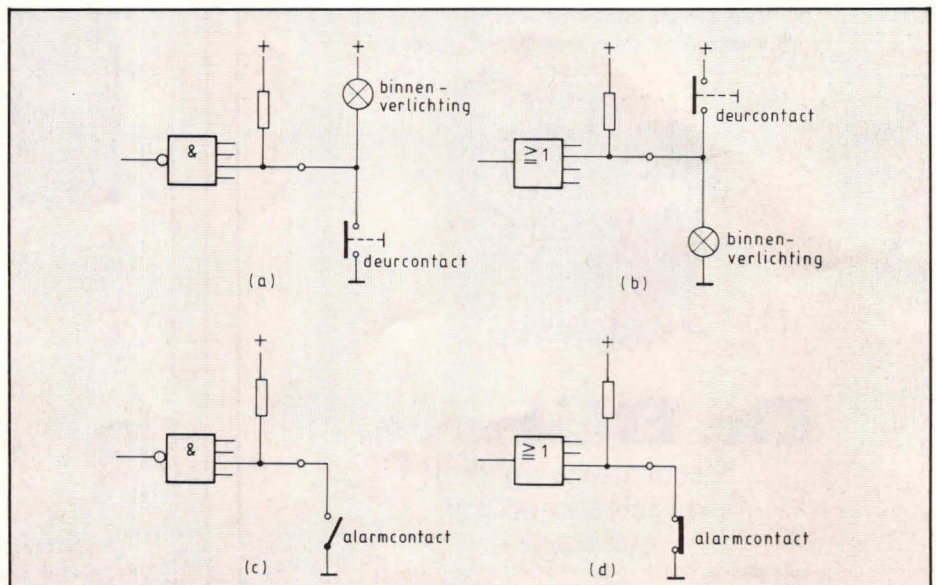 +
+
binnen-
verlichting
&
deurcontact
(a)
+
+
deurcontact
≧1
binnen-
verlichting
(b)
+
&
alarmcontact
(c)
+
≧1
alarmcontact
(d)